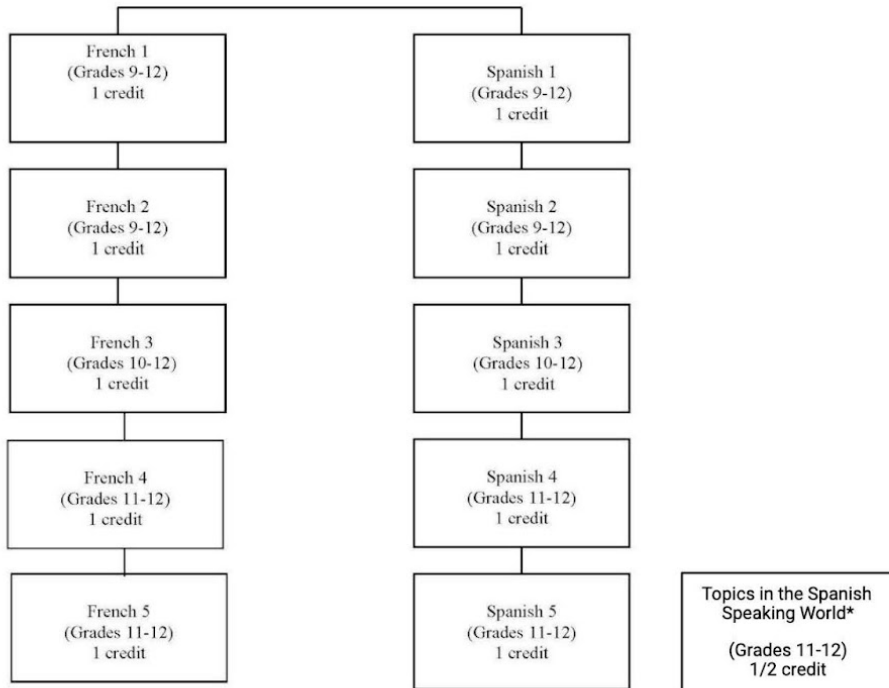 French 1
(Grades 9-12)
1 credit
Spanish 1
(Grades 9-12)
1 credit
French 2
(Grades 9-12)
1 credit
Spanish 2
(Grades 9-12)
1 credit
French 3
(Grades 10-12)
1 credit
Spanish 3
(Grades 10-12)
1 credit
French 4
(Grades 11-12)
1 credit
Spanish 4
(Grades 11-12)
1 credit
French 5
(Grades 11-12)
1 credit
Spanish 5
(Grades 11-12)
1 credit
Topics in the Spanish
Speaking World*
(Grades 11-12)
1/2 credit